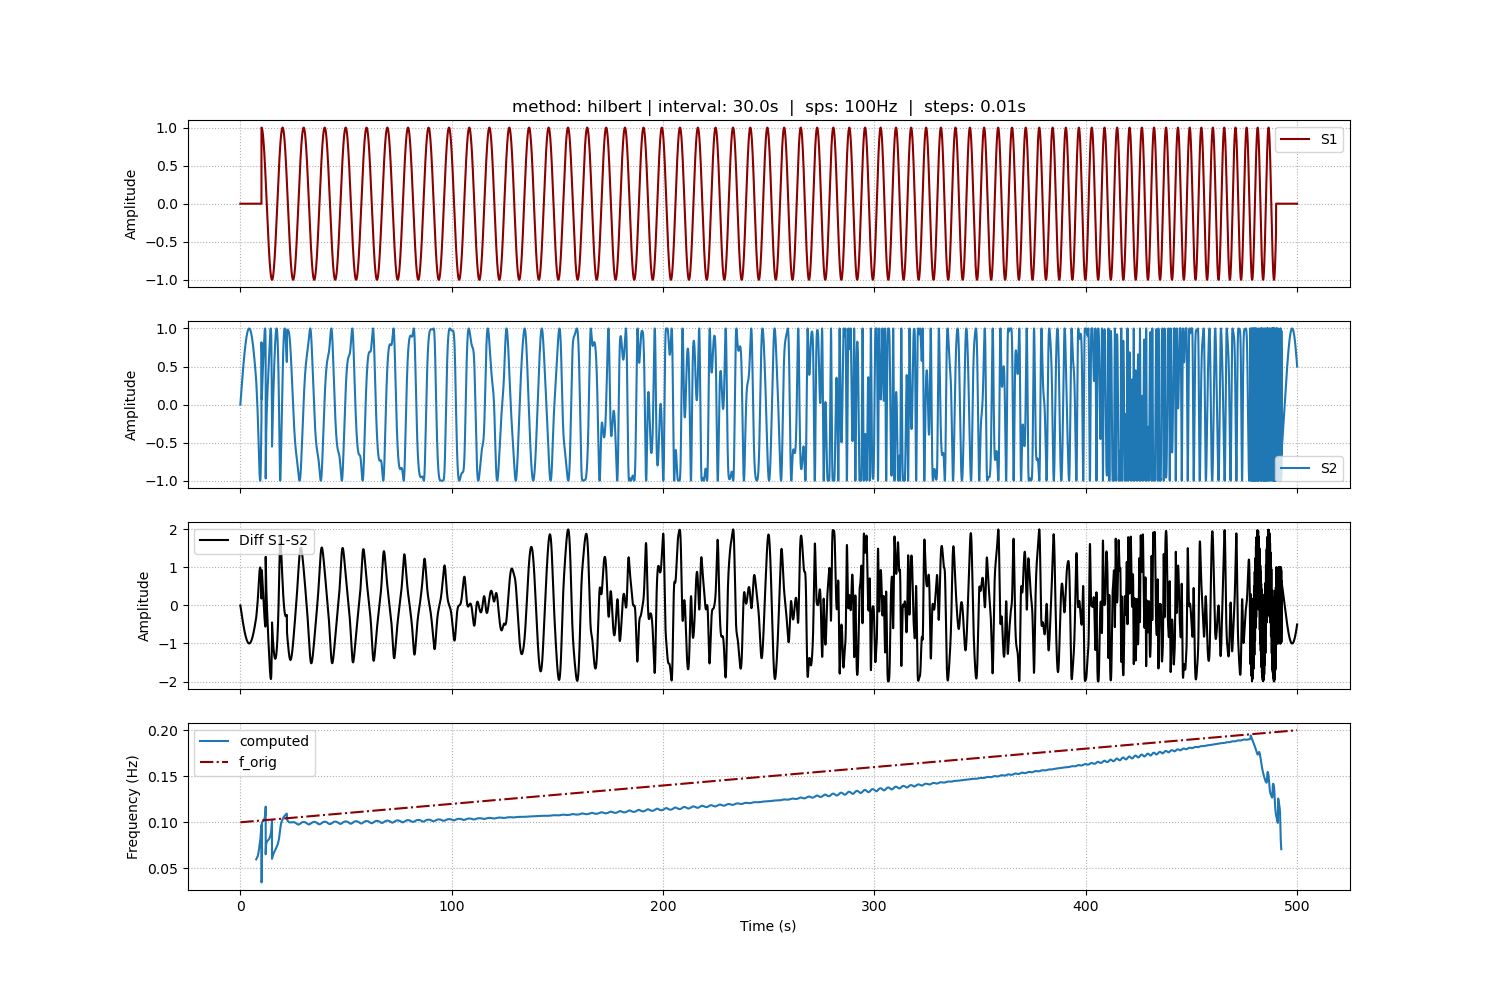 method: hilbert | interval: 30.0s | sps: 100Hz | steps: 0.01s
1.0
0.5
0.0
−0.5
−1.0
Amplitude
S1
1.0
0.5
0.0
−0.5
−1.0
Amplitude
S2
2
1
0
−1
−2
Amplitude
Diff S1-S2
0.20
0.15
0.10
0.05
Frequency (Hz)
computed
f_orig
0 100 200 300 400 500
Time (s)